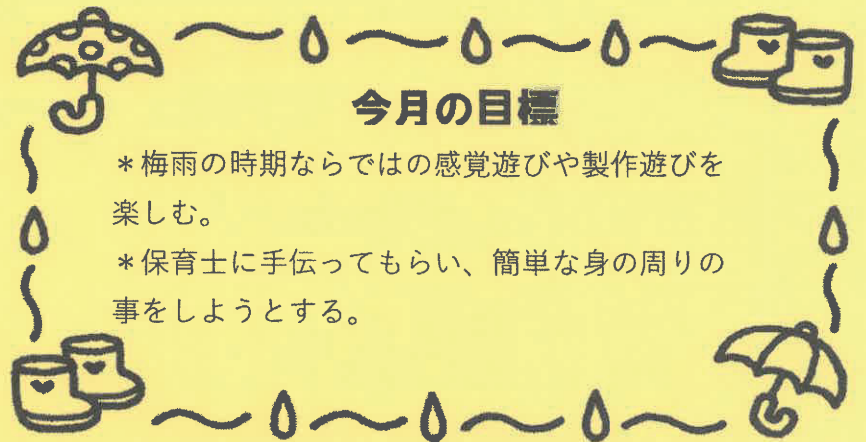 今月の目標
＊梅雨の時期ならではの感覚遊びや製作遊びを
楽しむ。
＊保育士に手伝ってもらい、簡単な身の周りの
事をしようとする。